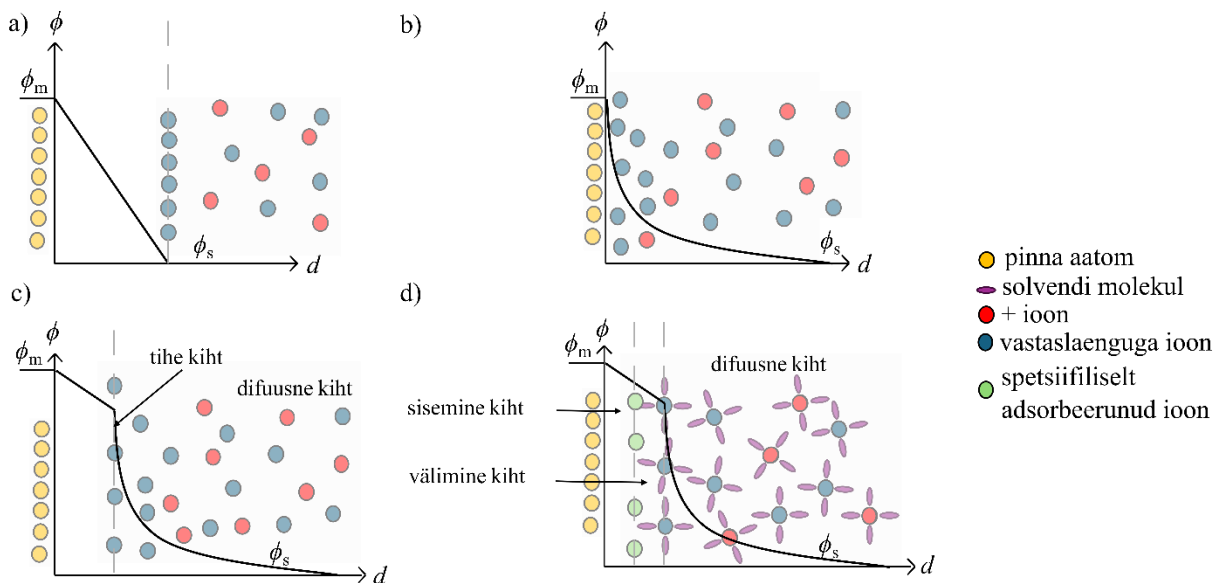 a)
ϕ
ϕm
ϕs
d
b)
ϕ
ϕm
ϕs
d
c)
ϕ
ϕm
tihe kiht
difuusne kiht
ϕs
d
d)
ϕ
ϕm
difuusne kiht
sisemine kiht
välimine kiht
ϕs
d
pinna aatom
solvendi molekul
+ ioon
vastaslaenguga ioon
spetsiifiliselt
adsorbeerunud ioon